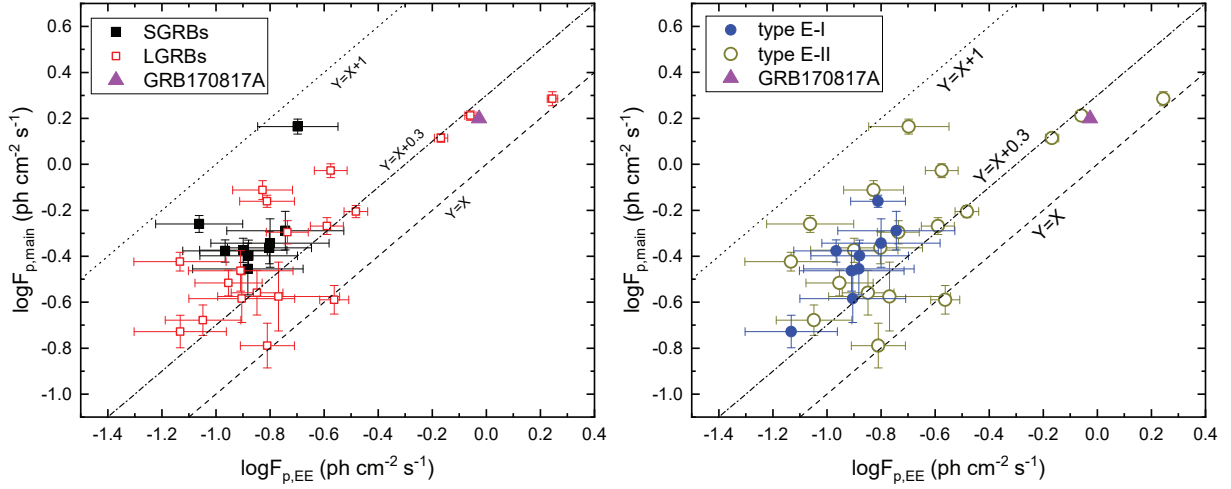 SGRBs
LGRBs
GRB170817A
Y=X+1
Y=X+0.3
Y=X
0.6
0.4
0.2
0.0
-0.2
-0.4
-0.6
-0.8
-1.0
-1.4 -1.2 -1.0 -0.8 -0.6 -0.4 -0.2 0.0 0.2 0.4
logFp,main (ph cm-2 s-1)
logFp,EE (ph cm-2 s-1)
type E-I
type E-II
GRB170817A
Y=X+1
Y=X+0.3
Y=X
0.6
0.4
0.2
0.0
-0.2
-0.4
-0.6
-0.8
-1.0
-1.4 -1.2 -1.0 -0.8 -0.6 -0.4 -0.2 0.0 0.2 0.4
logFp,main (ph cm-2 s-1)
logFp,EE (ph cm-2 s-1)